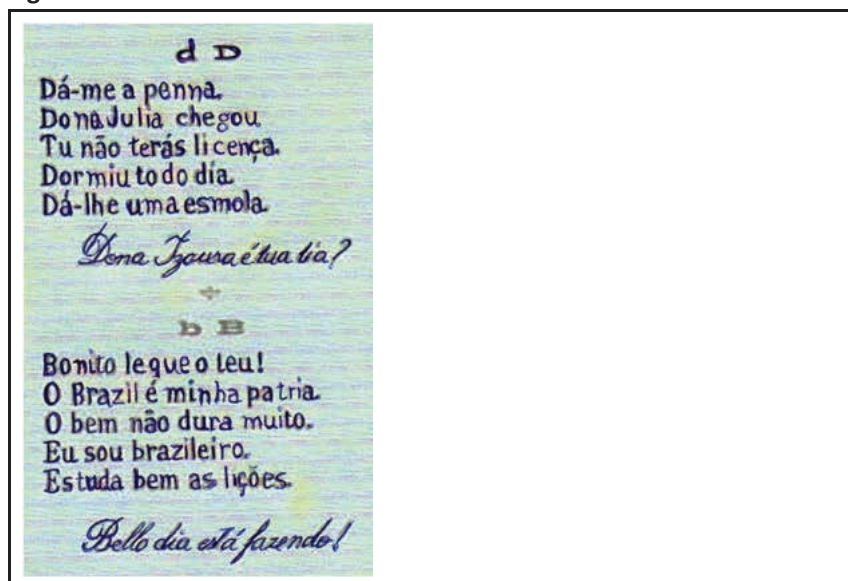 d D
Dá-me a penna.
Dona Julia chegou
Tu não terás licença.
Dormiu todo dia.
Dá-lhe uma esmola.
Dona Izaura é tua tia?
b B
Bonito leque o teu!
O Brazil é minha patria.
O bem não dura muito.
Eu sou brazileiro.
Estuda bem as lições.
Bello dia está fazendo!